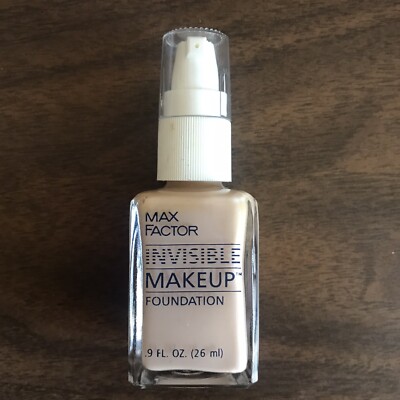 MAX
FACTOR
INVISIBLE
MAKEUP™
FOUNDATION
.9 FL. OZ. (26 ml)